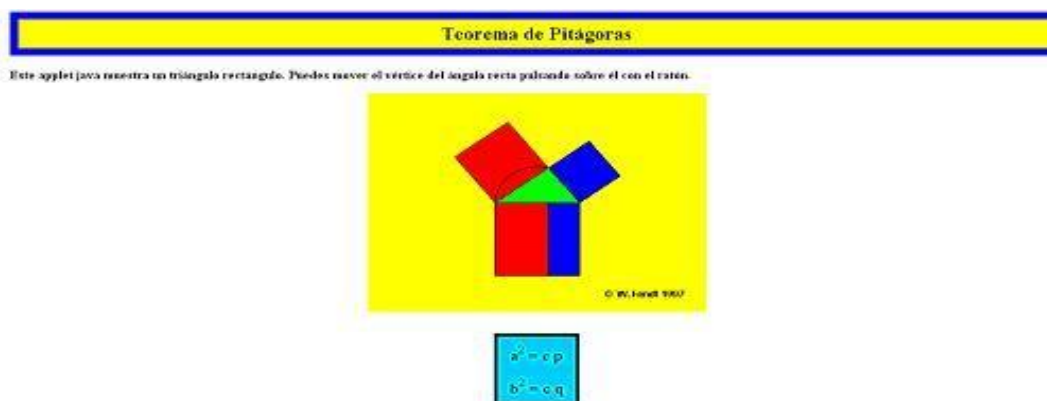 Teorema de Pitágoras
Este applet java muestra un triángulo rectángulo. Puedes mover el vértice del ángulo recto pulsando sobre él con el ratón.
© W. Fendt 1997
a² = c p
b² = c q